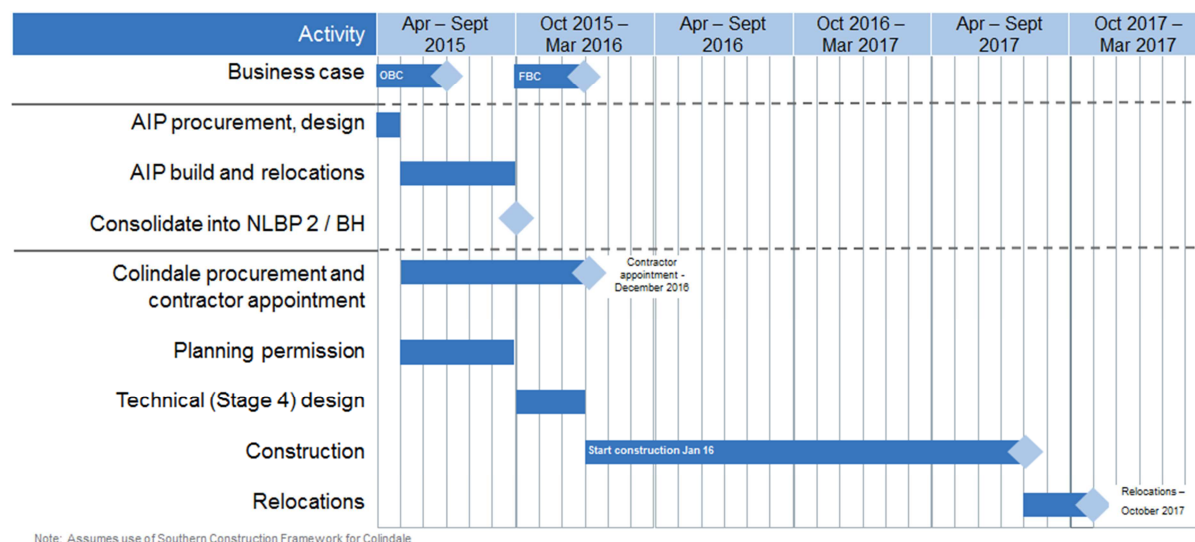 Activity
Apr – Sept
2015
Oct 2015 –
Mar 2016
Apr – Sept
2016
Oct 2016 –
Mar 2017
Apr – Sept
2017
Oct 2017 –
Mar 2017
Business case
OBC
FBC
AIP procurement, design
AIP build and relocations
Consolidate into NLBP 2 / BH
Colindale procurement and
contractor appointment
Contractor
appointment -
December 2016
Planning permission
Technical (Stage 4) design
Construction
Start construction Jan 16
Relocations
Relocations –
October 2017
Note: Assumes use of Southern Construction Framework for Colindale